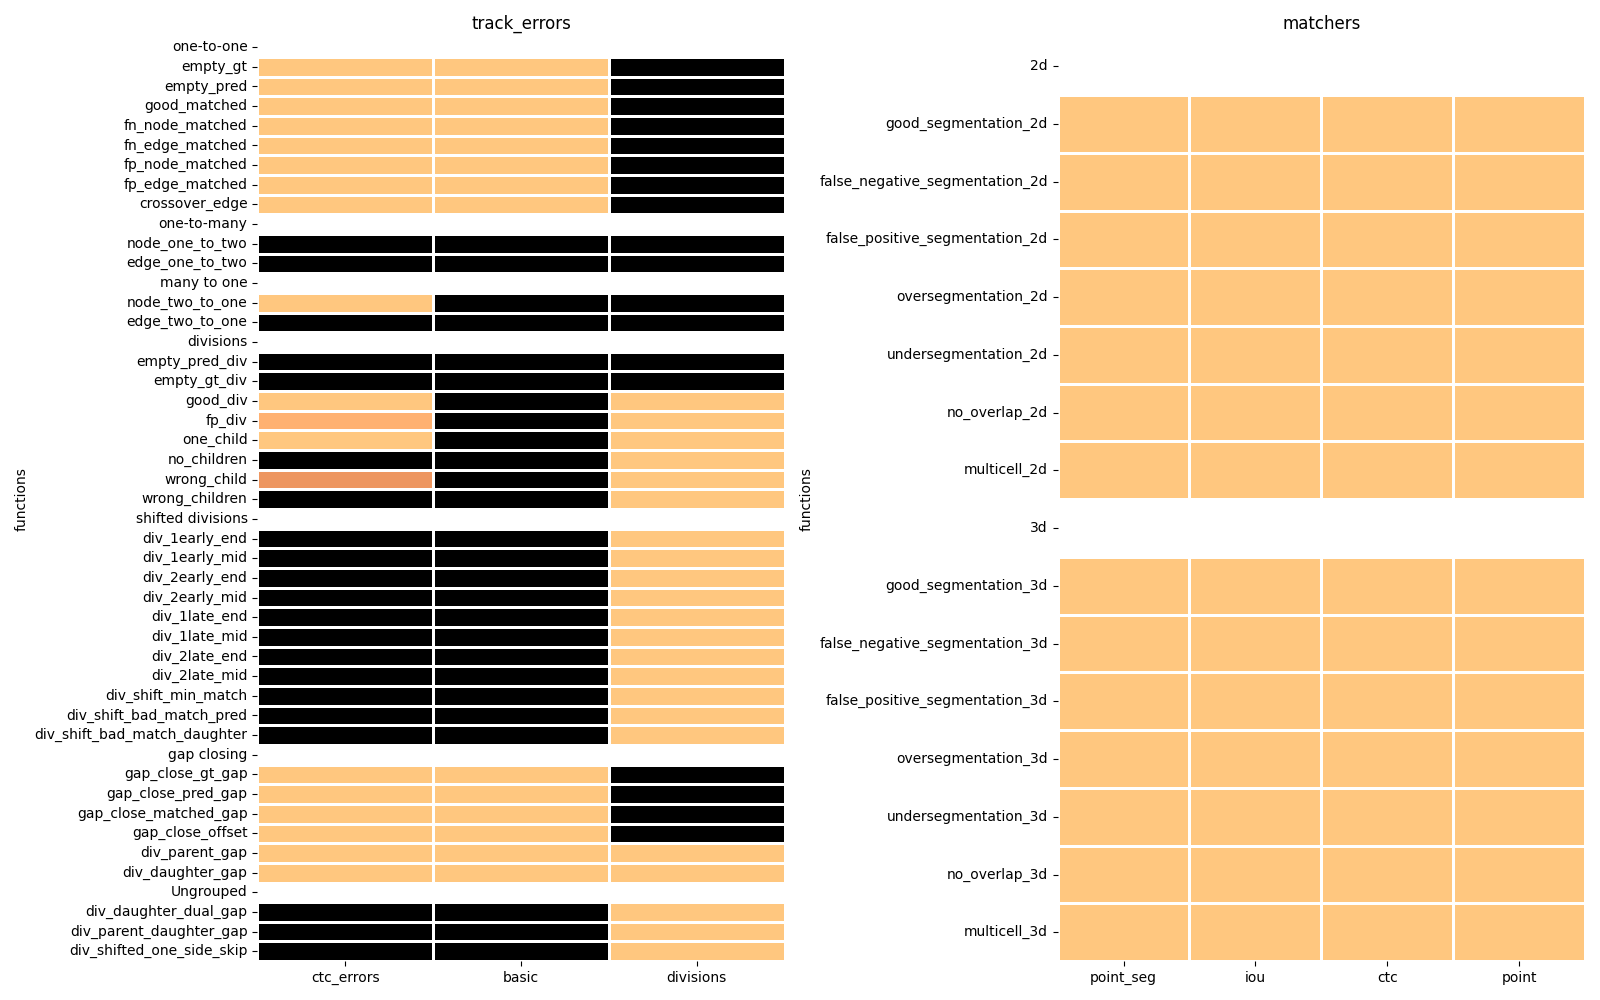 track_errors
functions
one-to-one
empty_gt
empty_pred
good_matched
fn_node_matched
fn_edge_matched
fp_node_matched
fp_edge_matched
crossover_edge
one-to-many
node_one_to_two
edge_one_to_two
many to one
node_two_to_one
edge_two_to_one
divisions
empty_pred_div
empty_gt_div
good_div
fp_div
one_child
no_children
wrong_child
wrong_children
shifted divisions
div_1early_end
div_1early_mid
div_2early_end
div_2early_mid
div_1late_end
div_1late_mid
div_2late_end
div_2late_mid
div_shift_min_match
div_shift_bad_match_pred
div_shift_bad_match_daughter
gap closing
gap_close_gt_gap
gap_close_pred_gap
gap_close_matched_gap
gap_close_offset
div_parent_gap
div_daughter_gap
Ungrouped
div_daughter_dual_gap
div_parent_daughter_gap
div_shifted_one_side_skip
ctc_errors
basic
divisions
matchers
functions
2d
good_segmentation_2d
false_negative_segmentation_2d
false_positive_segmentation_2d
oversegmentation_2d
undersegmentation_2d
no_overlap_2d
multicell_2d
3d
good_segmentation_3d
false_negative_segmentation_3d
false_positive_segmentation_3d
oversegmentation_3d
undersegmentation_3d
no_overlap_3d
multicell_3d
point_seg
iou
ctc
point